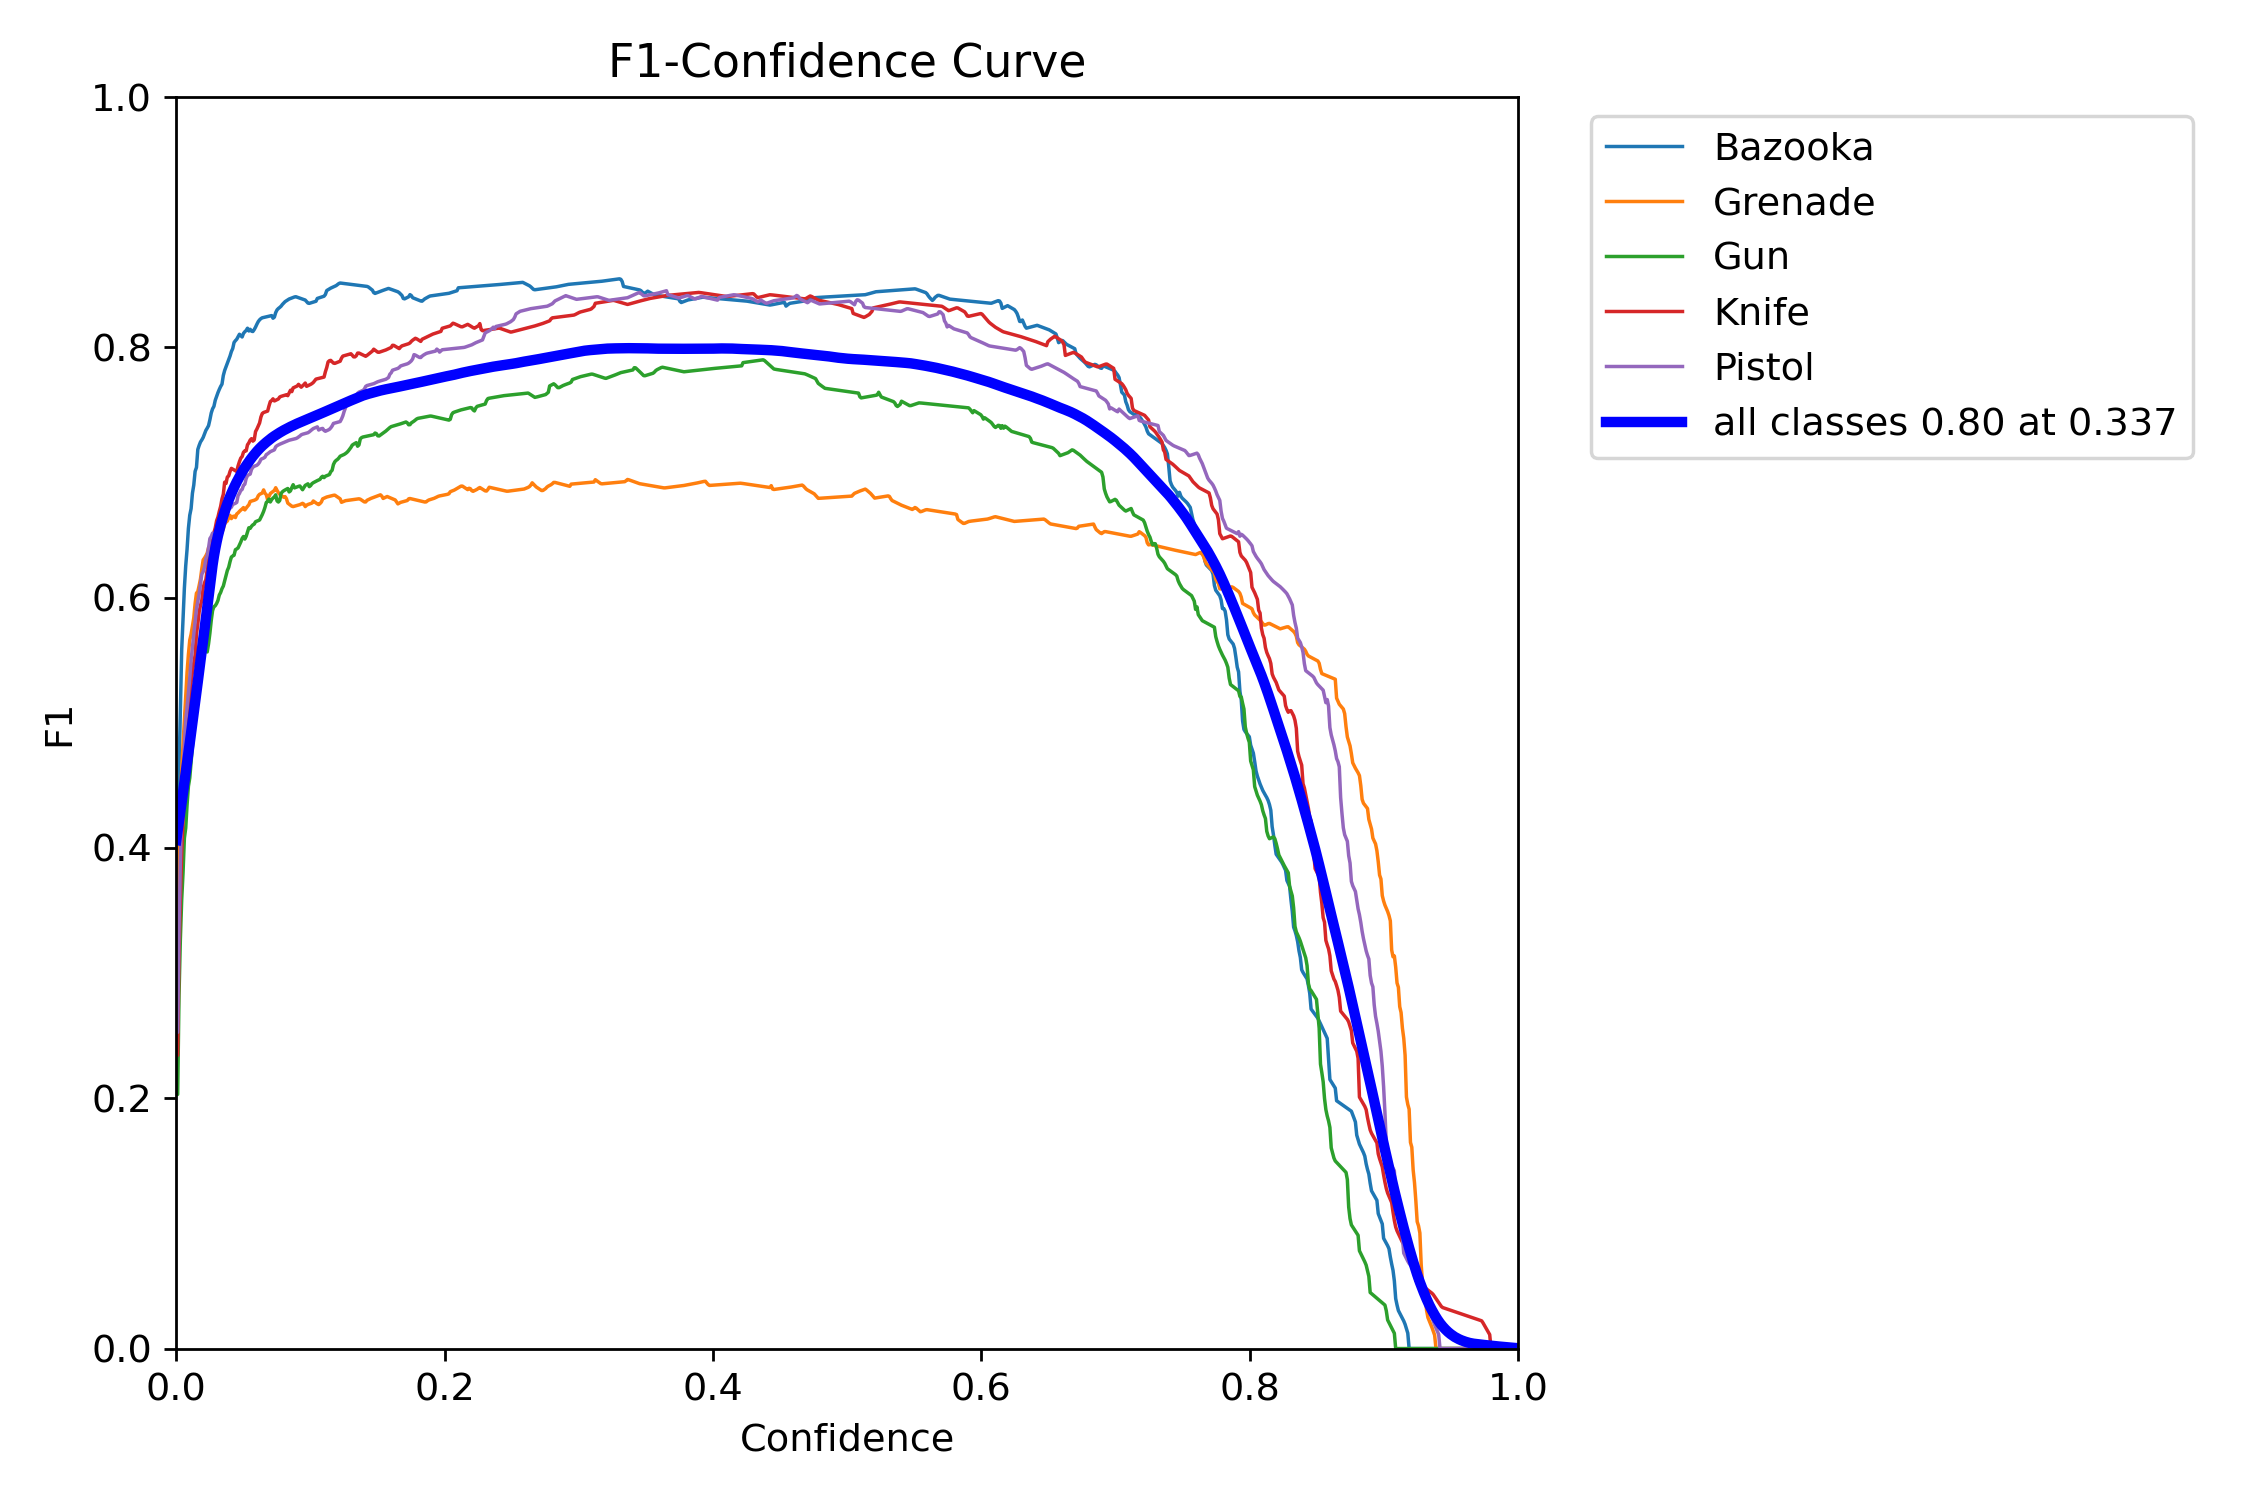 F1-Confidence Curve
1.0
0.8
0.6
0.4
0.2
0.0
F1
0.0 0.2 0.4 0.6 0.8 1.0
Confidence
Bazooka
Grenade
Gun
Knife
Pistol
all classes 0.80 at 0.337